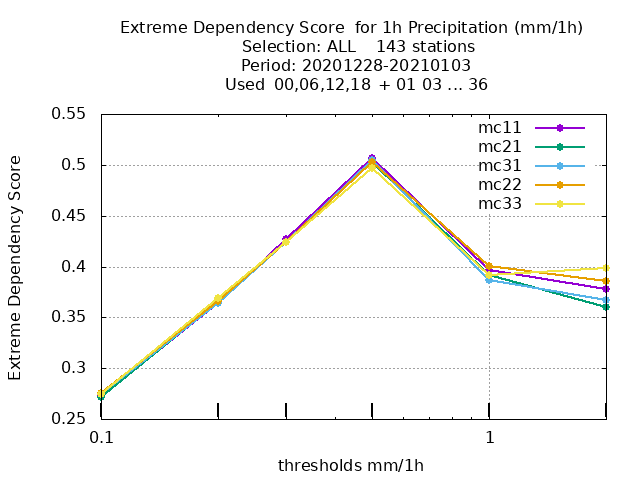 Extreme Dependency Score  for 1h Precipitation (mm/1h)
Selection: ALL    143 stations
Period: 20201228-20210103
Used  00,06,12,18 + 01 03 ... 36
mc11
mc21
mc31
mc22
mc33
0.55
0.5
0.45
0.4
0.35
0.3
0.25
Extreme Dependency Score
0.1
1
thresholds mm/1h